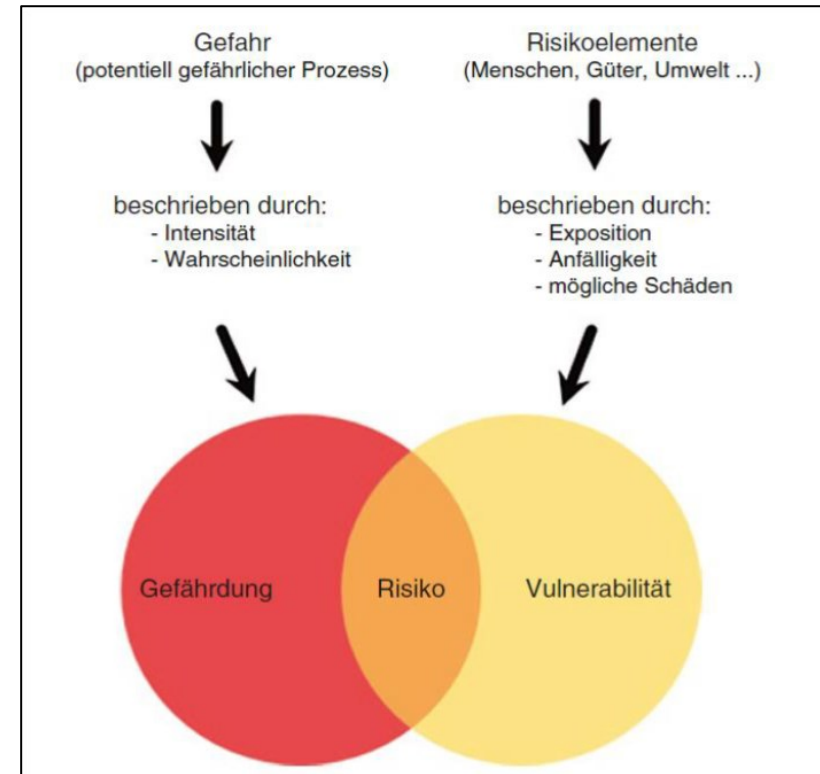 Gefahr
(potentiell gefährlicher Prozess)
beschrieben durch:
- Intensität
- Wahrscheinlichkeit
Risikoelemente
(Menschen, Güter, Umwelt ...)
beschrieben durch:
- Exposition
- Anfälligkeit
- mögliche Schäden
Gefährdung
Risiko
Vulnerabilität